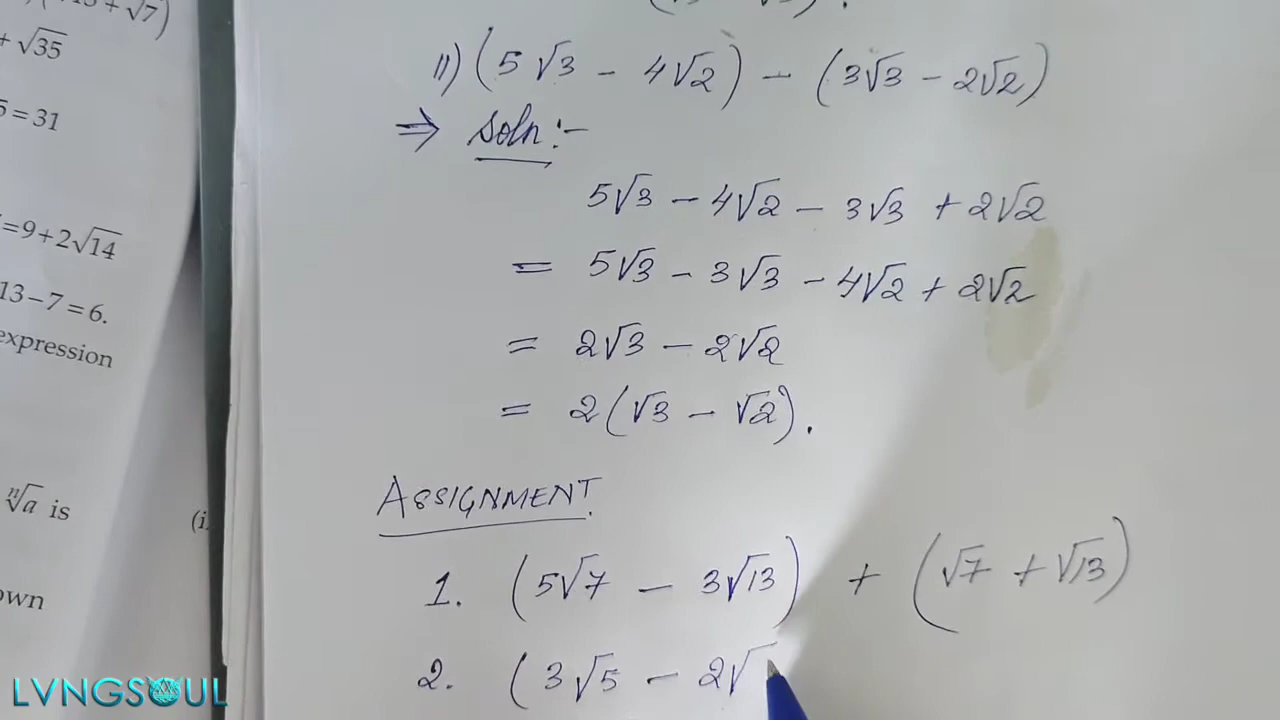 √7)
+ √35
5 = 31
=9+2√14
13−7=6.
expression
ⁿ√a is
own
(i
11) (5√3 - 4√2) - (3√3 - 2√2)
⇒ Soln:-
5√3 - 4√2 - 3√3 + 2√2
= 5√3 - 3√3 - 4√2 + 2√2
= 2√3 - 2√2
= 2(√3 - √2).
ASSIGNMENT.
1. (5√7 - 3√13) + (√7 + √13)
2. (3√5 - 2√
LVNGSOUL